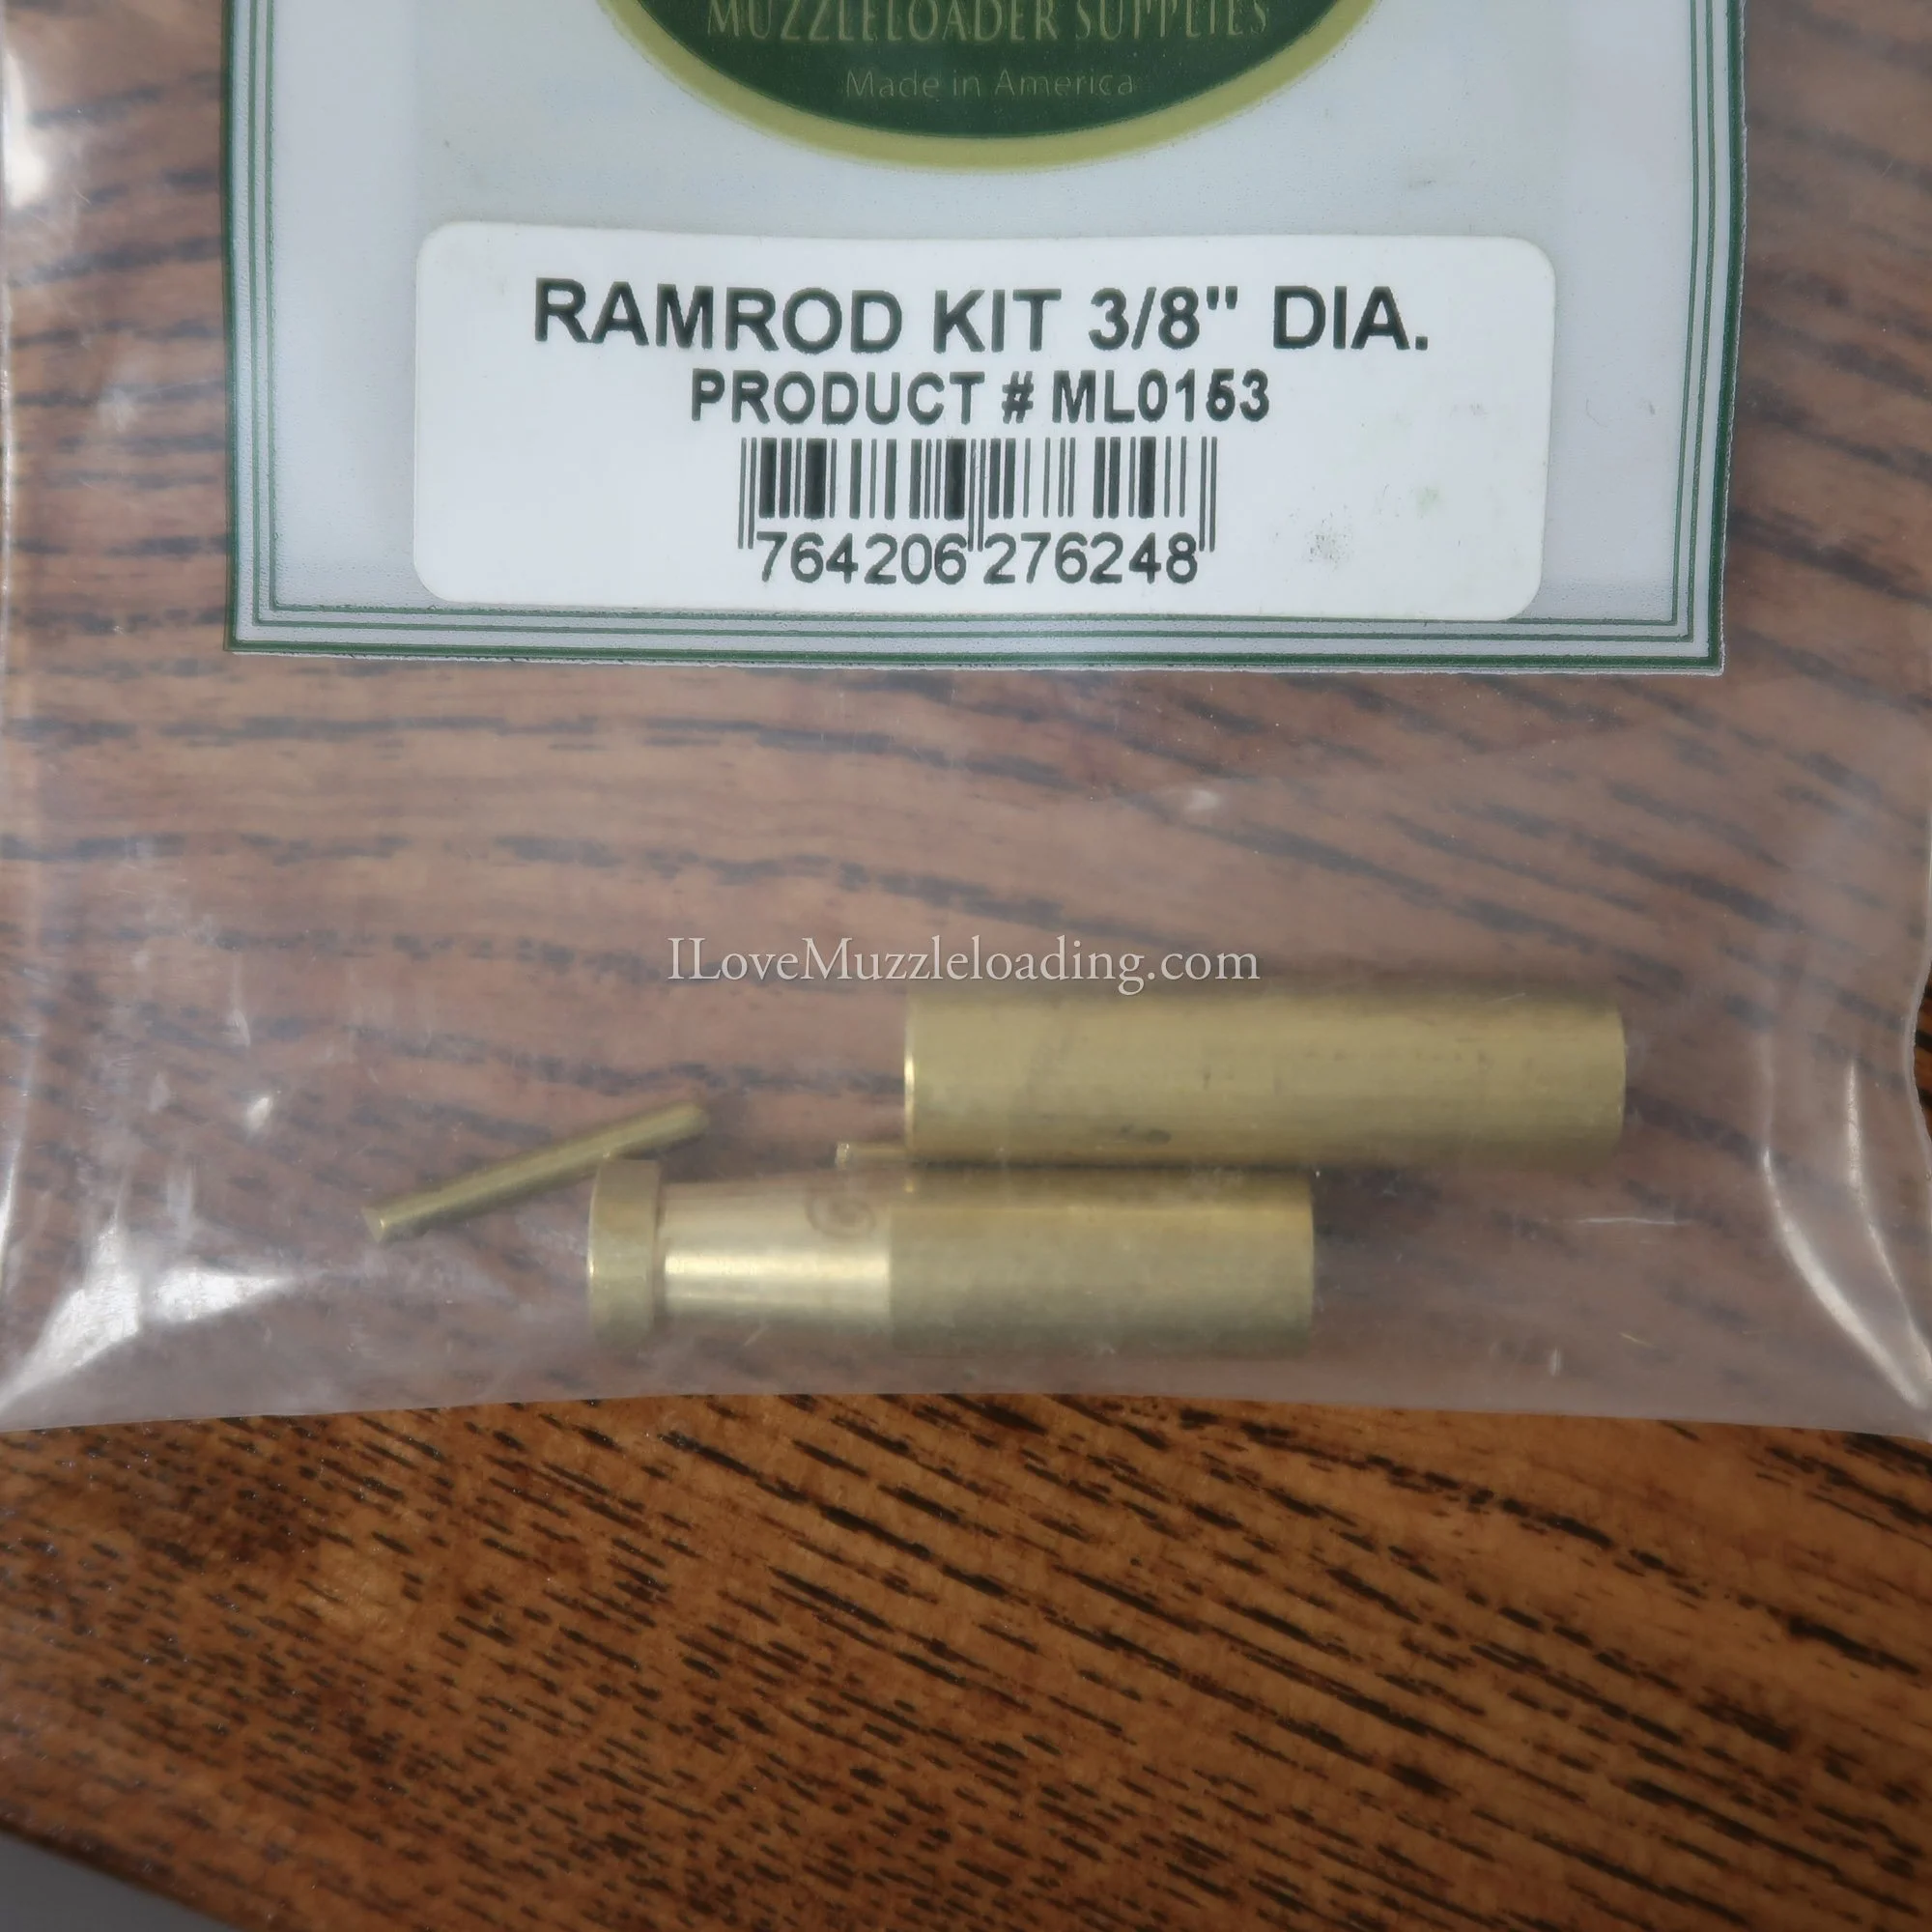 MUZZLELOADER SUPPLIES
Made in America
RAMROD KIT 3/8" DIA.
PRODUCT # ML0153
764206 276248
ILoveMuzzleloading.com